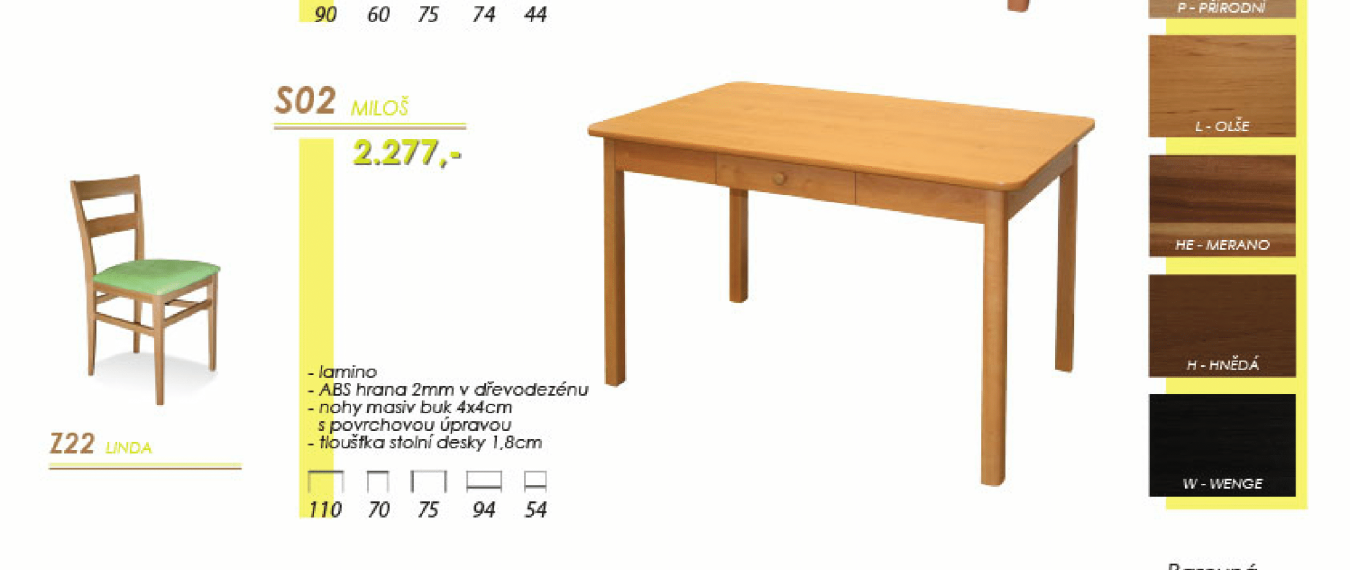 90 60 75 74 44
P - PŘÍRODNÍ
S02 MILOŠ
2.277,-
L - OLŠE
HE - MERANO
H - HNĚDÁ
W - WENGE
- lamino
- ABS hrana 2mm v dřevodezénu
- nohy masiv buk 4x4cm
s povrchovou úpravou
- tloušťka stolní desky 1,8cm
Z22 LINDA
110 70 75 94 54